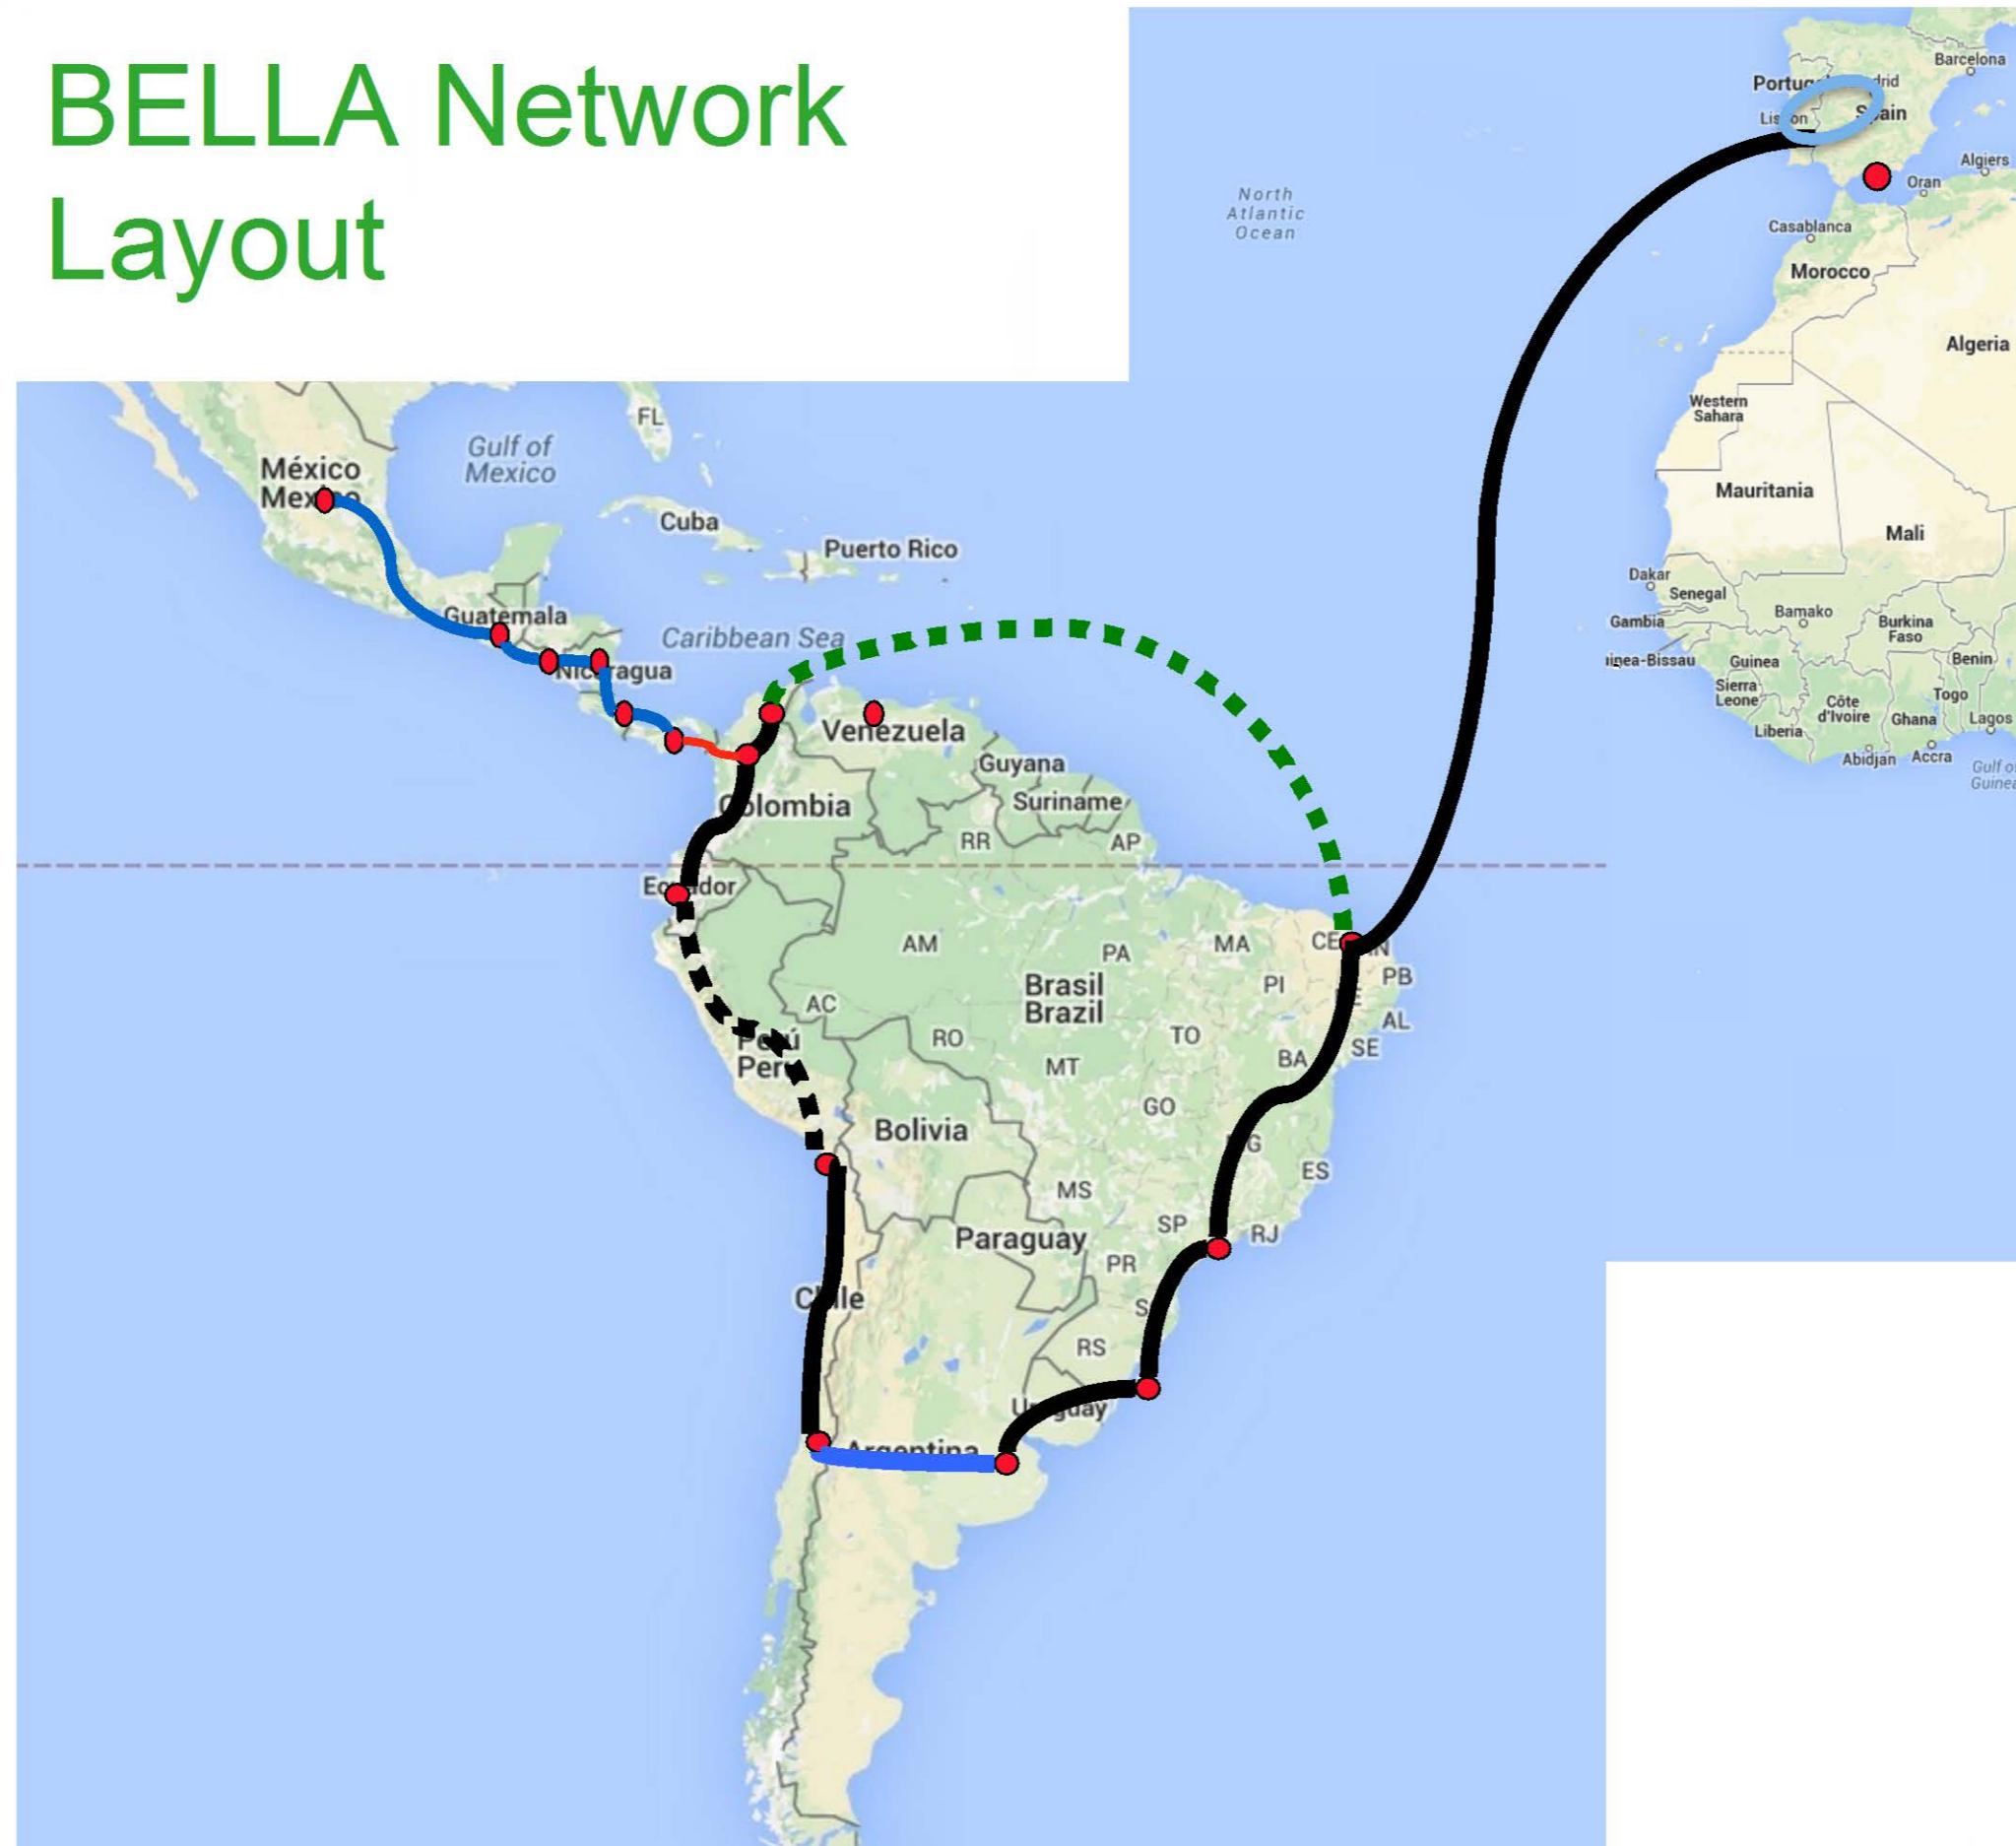 BELLA Network
Layout
Barcelona
Spain
Algiers
Oran
North
Atlantic
Ocean
Casablanca
Morocco
Algeria
Western
Sahara
FL
Gulf of
Mexico
México
Mauritania
Cuba
Mali
Puerto Rico
Dakar
Senegal
Guatemala
Gambia
Bamako
Burkina
Faso
Caribbean Sea
Guinea
Benin
Sierra
Leone
Côte
d'Ivoire
Togo
Ghana
Lagos
Venezuela
Liberia
Abidjan
Accra
Guyana
Colombia
Suriname
RR
AP
AM
PA
MA
CE
PB
PI
Brasil
Brazil
AC
AL
TO
RO
SE
BA
MT
GO
Bolivia
ES
MS
SP
RJ
Paraguay
PR
RS
Argentina